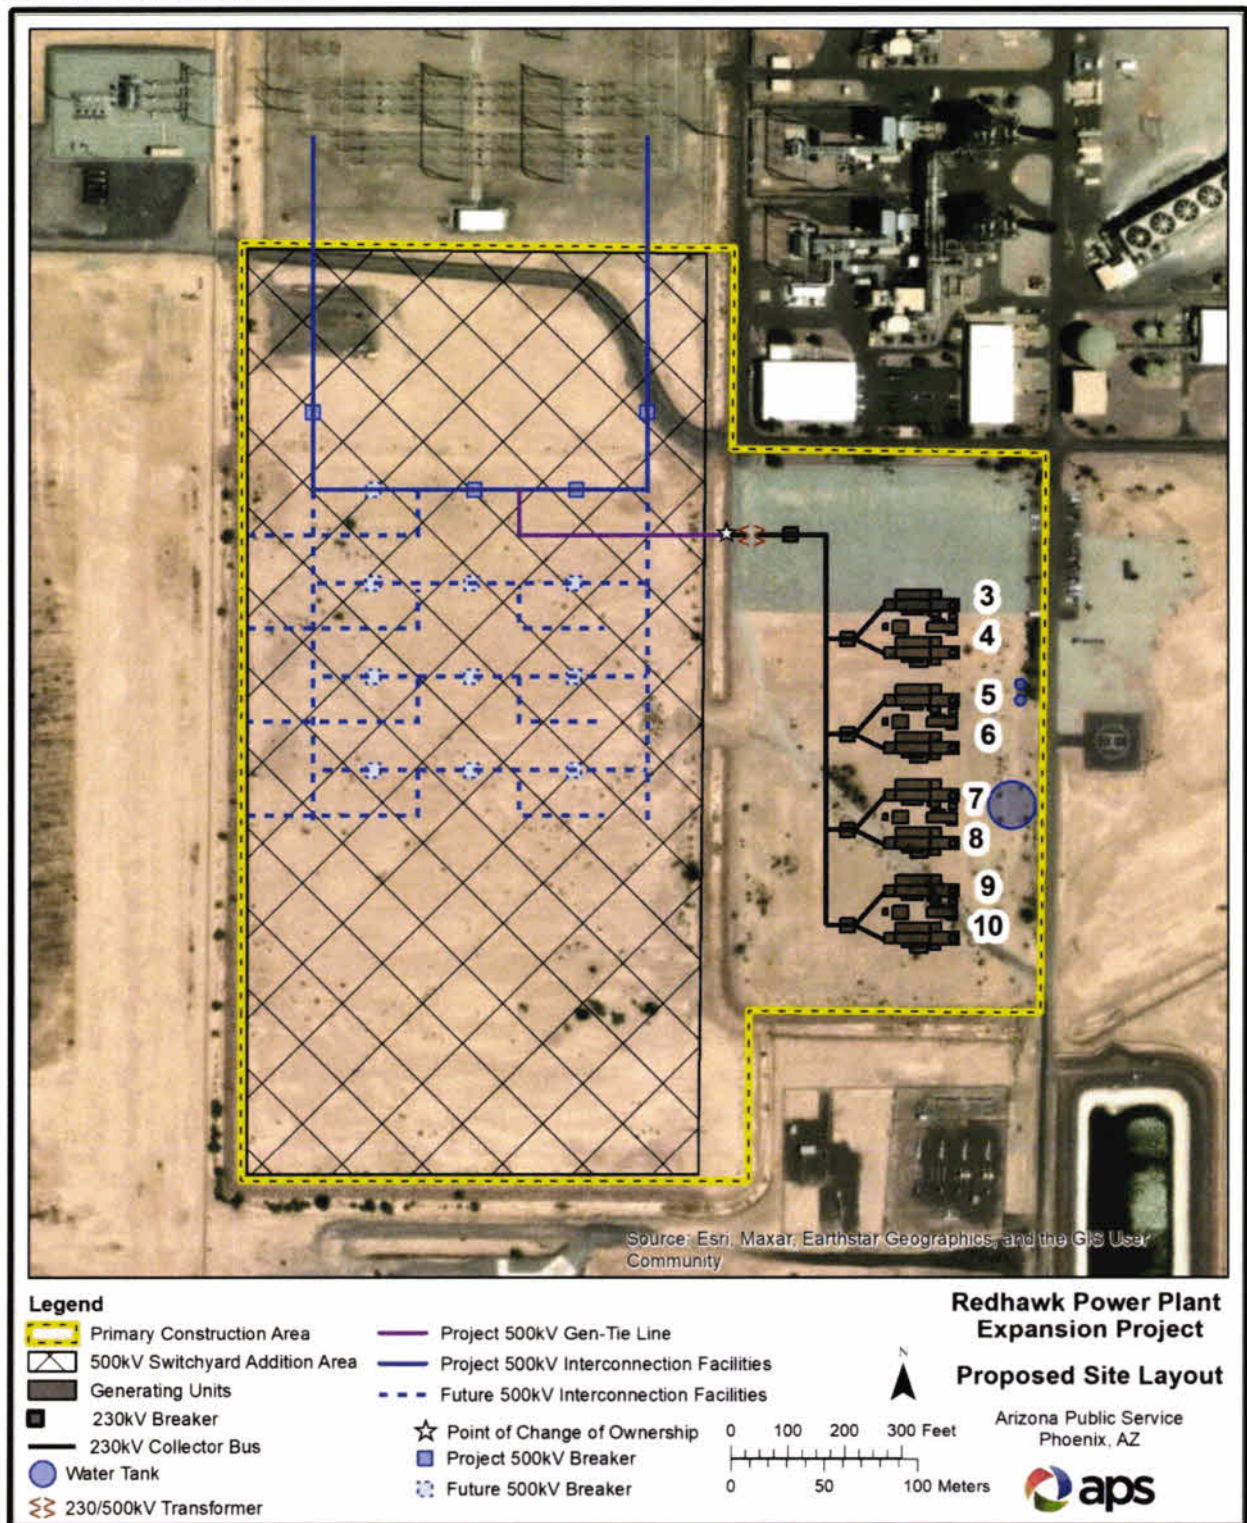 3
4
5
6
7
8
9
10
Source: Esri, Maxar, Earthstar Geographics, and the GIS User
Community
Legend
Primary Construction Area
500kV Switchyard Addition Area
Generating Units
230kV Breaker
230kV Collector Bus
Water Tank
230/500kV Transformer
Project 500kV Gen-Tie Line
Project 500kV Interconnection Facilities
Future 500kV Interconnection Facilities
Point of Change of Ownership
Project 500kV Breaker
Future 500kV Breaker
N
0 100 200 300 Feet
0 50 100 Meters
Redhawk Power Plant
Expansion Project
Proposed Site Layout
Arizona Public Service
Phoenix, AZ
aps